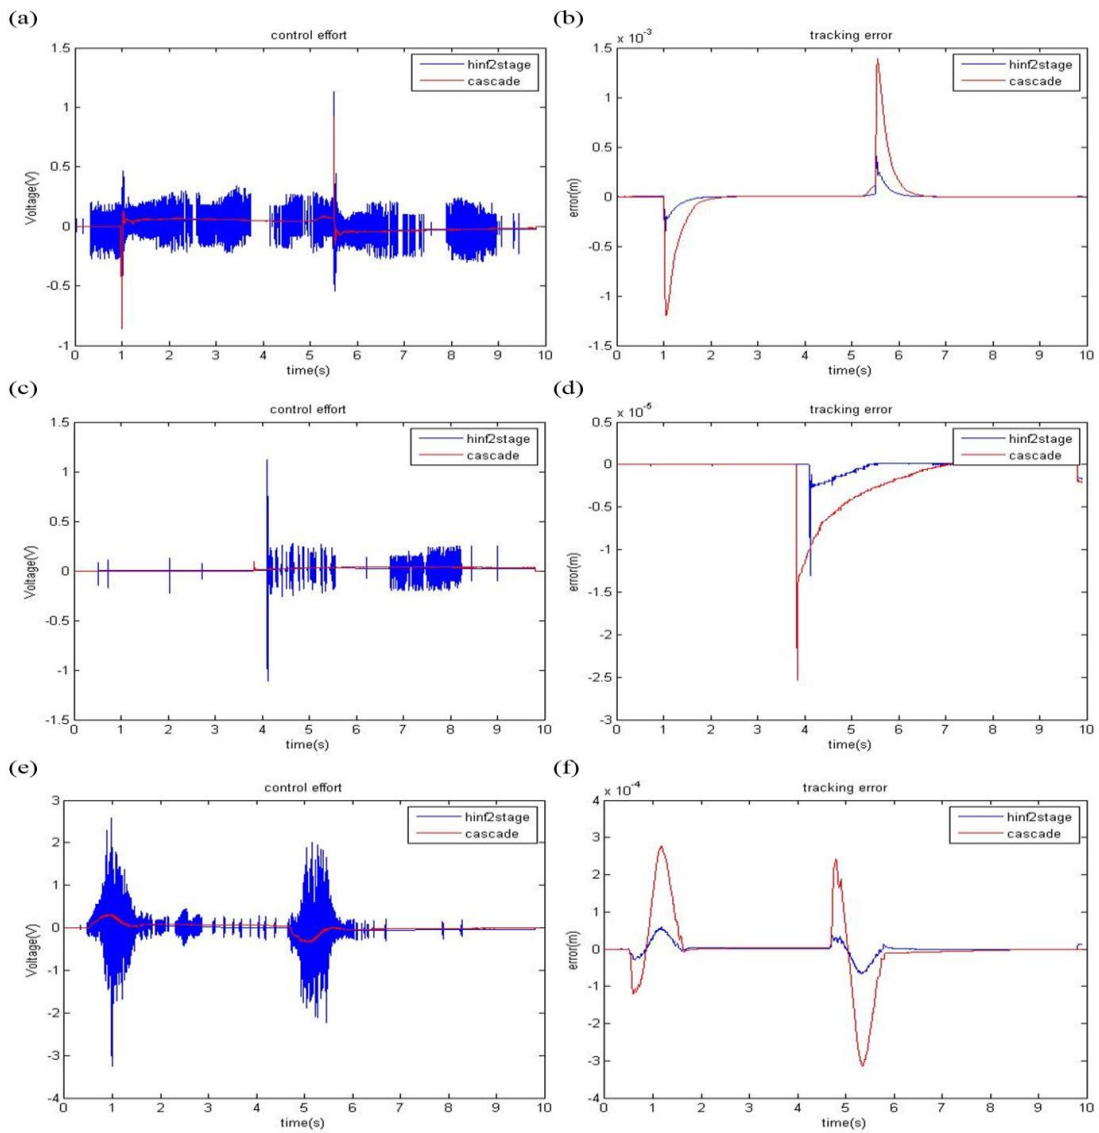 (a)
control effort
1.5
1
0.5
0
-0.5
-1
Voltage(V)
hinf2stage
cascade
0 1 2 3 4 5 6 7 8 9 10
time(s)
(b)
x 10⁻³
tracking error
1.5
1
0.5
0
-0.5
-1
-1.5
error(m)
hinf2stage
cascade
0 1 2 3 4 5 6 7 8 9 10
time(s)
(c)
control effort
1.5
1
0.5
0
-0.5
-1
-1.5
Voltage(V)
hinf2stage
cascade
0 1 2 3 4 5 6 7 8 9 10
time(s)
(d)
x 10⁻⁵
tracking error
0.5
0
-0.5
-1
-1.5
-2
-2.5
-3
error(m)
hinf2stage
cascade
0 1 2 3 4 5 6 7 8 9 10
time(s)
(e)
control effort
3
2
1
0
-1
-2
-3
-4
Voltage(V)
hinf2stage
cascade
0 1 2 3 4 5 6 7 8 9 10
time(s)
(f)
x 10⁻⁴
tracking error
4
3
2
1
0
-1
-2
-3
-4
error(m)
hinf2stage
cascade
0 1 2 3 4 5 6 7 8 9 10
time(s)